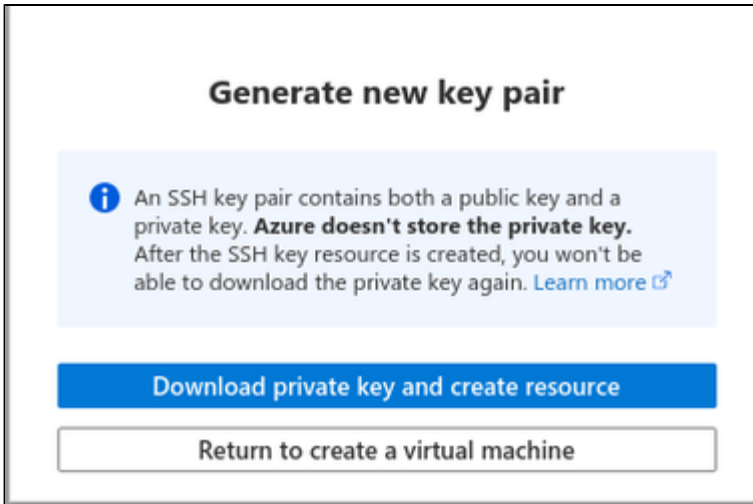 Generate new key pair
An SSH key pair contains both a public key and a
private key. Azure doesn't store the private key.
After the SSH key resource is created, you won't be
able to download the private key again. Learn more
Download private key and create resource
Return to create a virtual machine